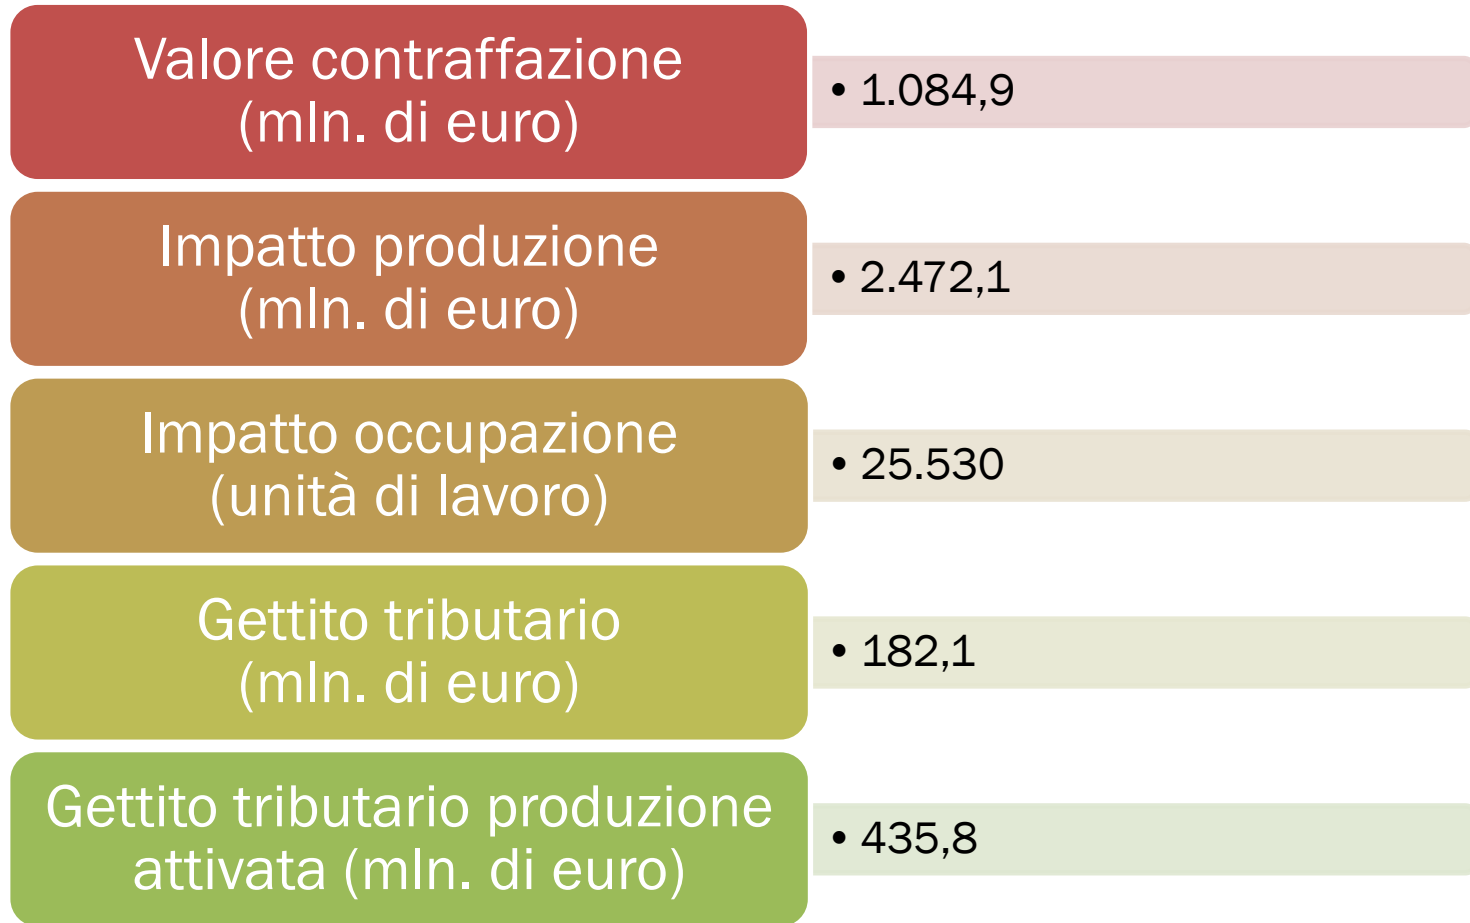 Valore contraffazione
(mln. di euro)
• 1.084,9
Impatto produzione
(mln. di euro)
• 2.472,1
Impatto occupazione
(unità di lavoro)
• 25.530
Gettito tributario
(mln. di euro)
• 182,1
Gettito tributario produzione
attivata (mln. di euro)
• 435,8